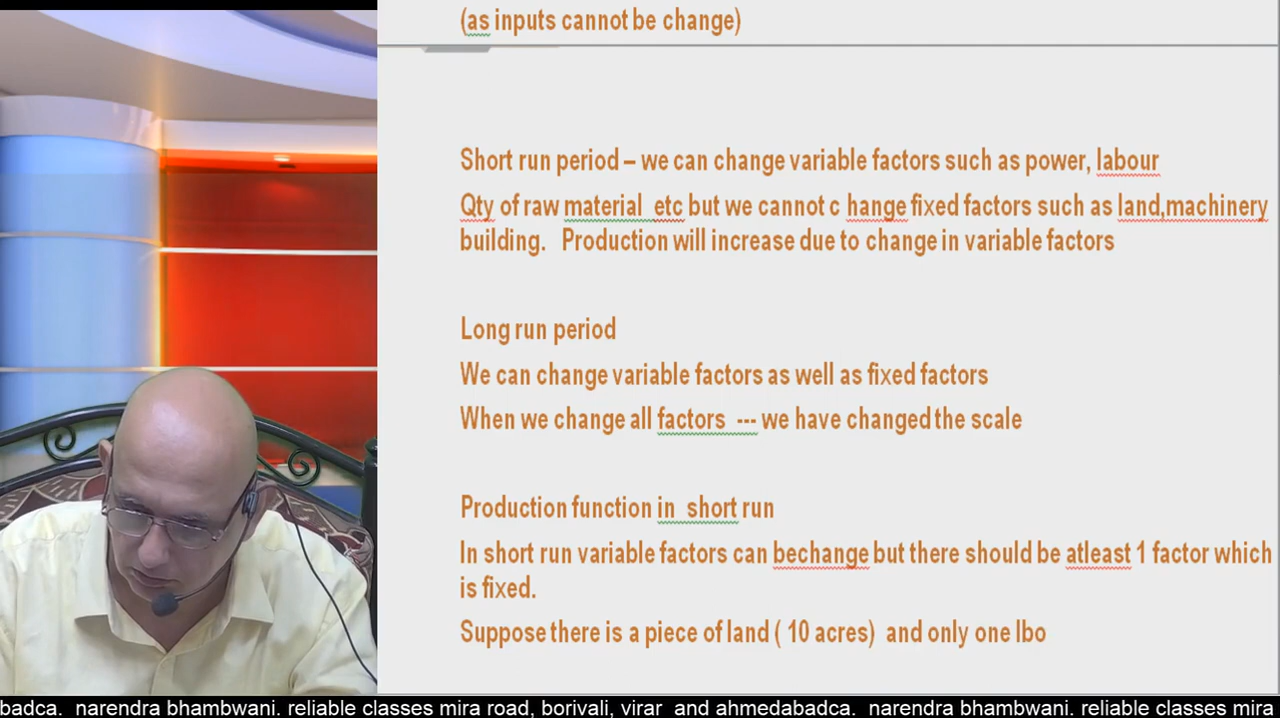 (as inputs cannot be change)
Short run period – we can change variable factors such as power, labour
Qty of raw material  etc but we cannot c hange fixed factors such as land,machinery
building.   Production will increase due to change in variable factors
Long run period
We can change variable factors as well as fixed factors
When we change all factors  --- we have changed the scale
Production function in  short run
In short run variable factors can bechange but there should be atleast 1 factor which
is fixed.
Suppose there is a piece of land ( 10 acres)  and only one lbo
badca.  narendra bhambwani. reliable classes mira road, borivali, virar  and ahmedabadca.  narendra bhambwani. reliable classes mira